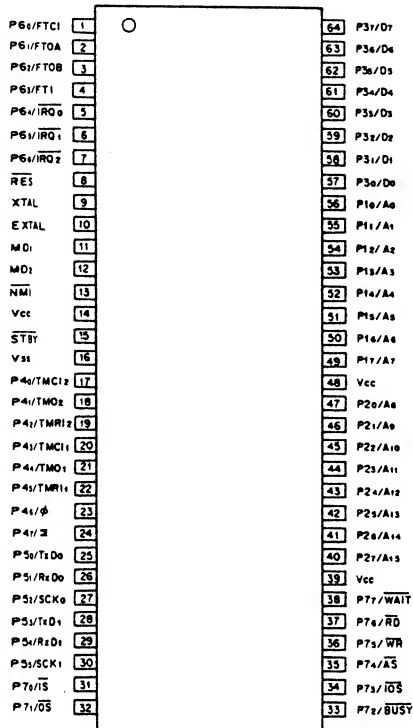 P60/FTCI 1
P61/FTOA 2
P62/FTOB 3
P63/FTI 4
P64/IRQ0 5
P65/IRQ1 6
P66/IRQ2 7
RES 8
XTAL 9
EXTAL 10
MD1 11
MD2 12
NMI 13
Vcc 14
STBY 15
Vss 16
P40/TMCI2 17
P41/TMO2 18
P42/TMRI2 19
P43/TMCI1 20
P44/TMO1 21
P45/TMRI1 22
P46/ϕ 23
P47/ 24
P50/TxD0 25
P51/RxD0 26
P52/SCK0 27
P53/TxD1 28
P54/RxD1 29
P55/SCK1 30
P70/IS 31
P71/OS 32
64 P37/D7
63 P36/D6
62 P35/D5
61 P34/D4
60 P33/D3
59 P32/D2
58 P31/D1
57 P30/D0
56 P10/A0
55 P11/A1
54 P12/A2
53 P13/A3
52 P14/A4
51 P15/A5
50 P16/A6
49 P17/A7
48 Vcc
47 P20/A8
46 P21/A9
45 P22/A10
44 P23/A11
43 P24/A12
42 P25/A13
41 P26/A14
40 P27/A15
39 Vcc
38 P77/WAIT
37 P76/RD
36 P75/WR
35 P74/AS
34 P73/IOS
33 P72/BUSY